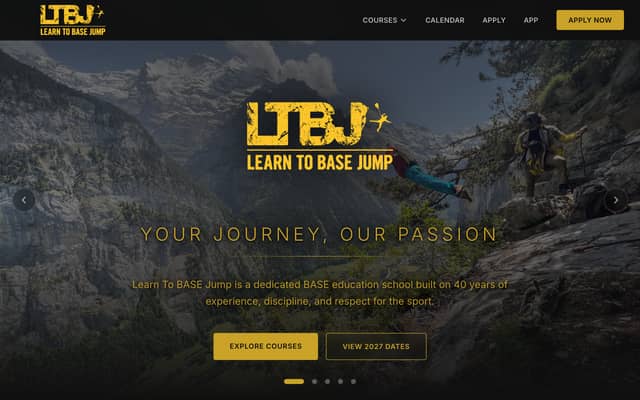 LTBJ
LEARN TO BASE JUMP
COURSES
CALENDAR
APPLY
APP
APPLY NOW
LTBJ
LEARN TO BASE JUMP
YOUR JOURNEY, OUR PASSION
Learn To BASE Jump is a dedicated BASE education school built on 40 years of
experience, discipline, and respect for the sport.
EXPLORE COURSES
VIEW 2027 DATES